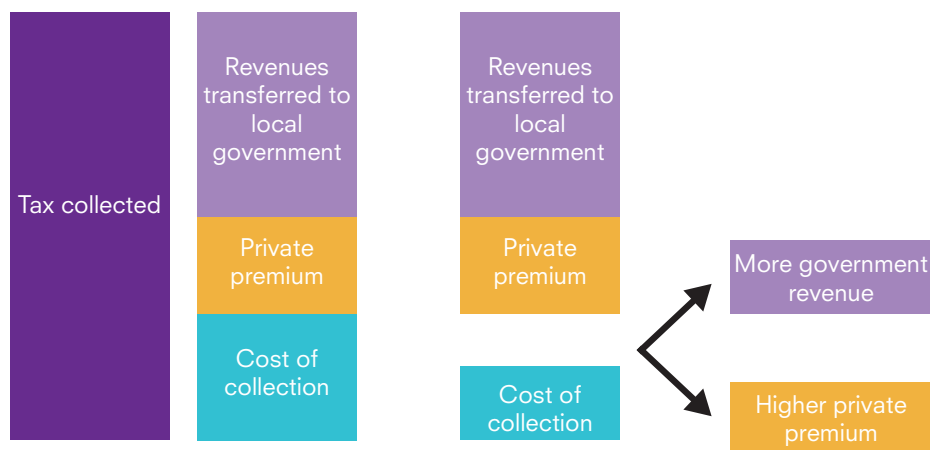 Tax collected
Revenues
transferred to
local
government
Private
premium
Cost of
collection
Revenues
transferred to
local
government
Private
premium
Cost of
collection
More government
revenue
Higher private
premium